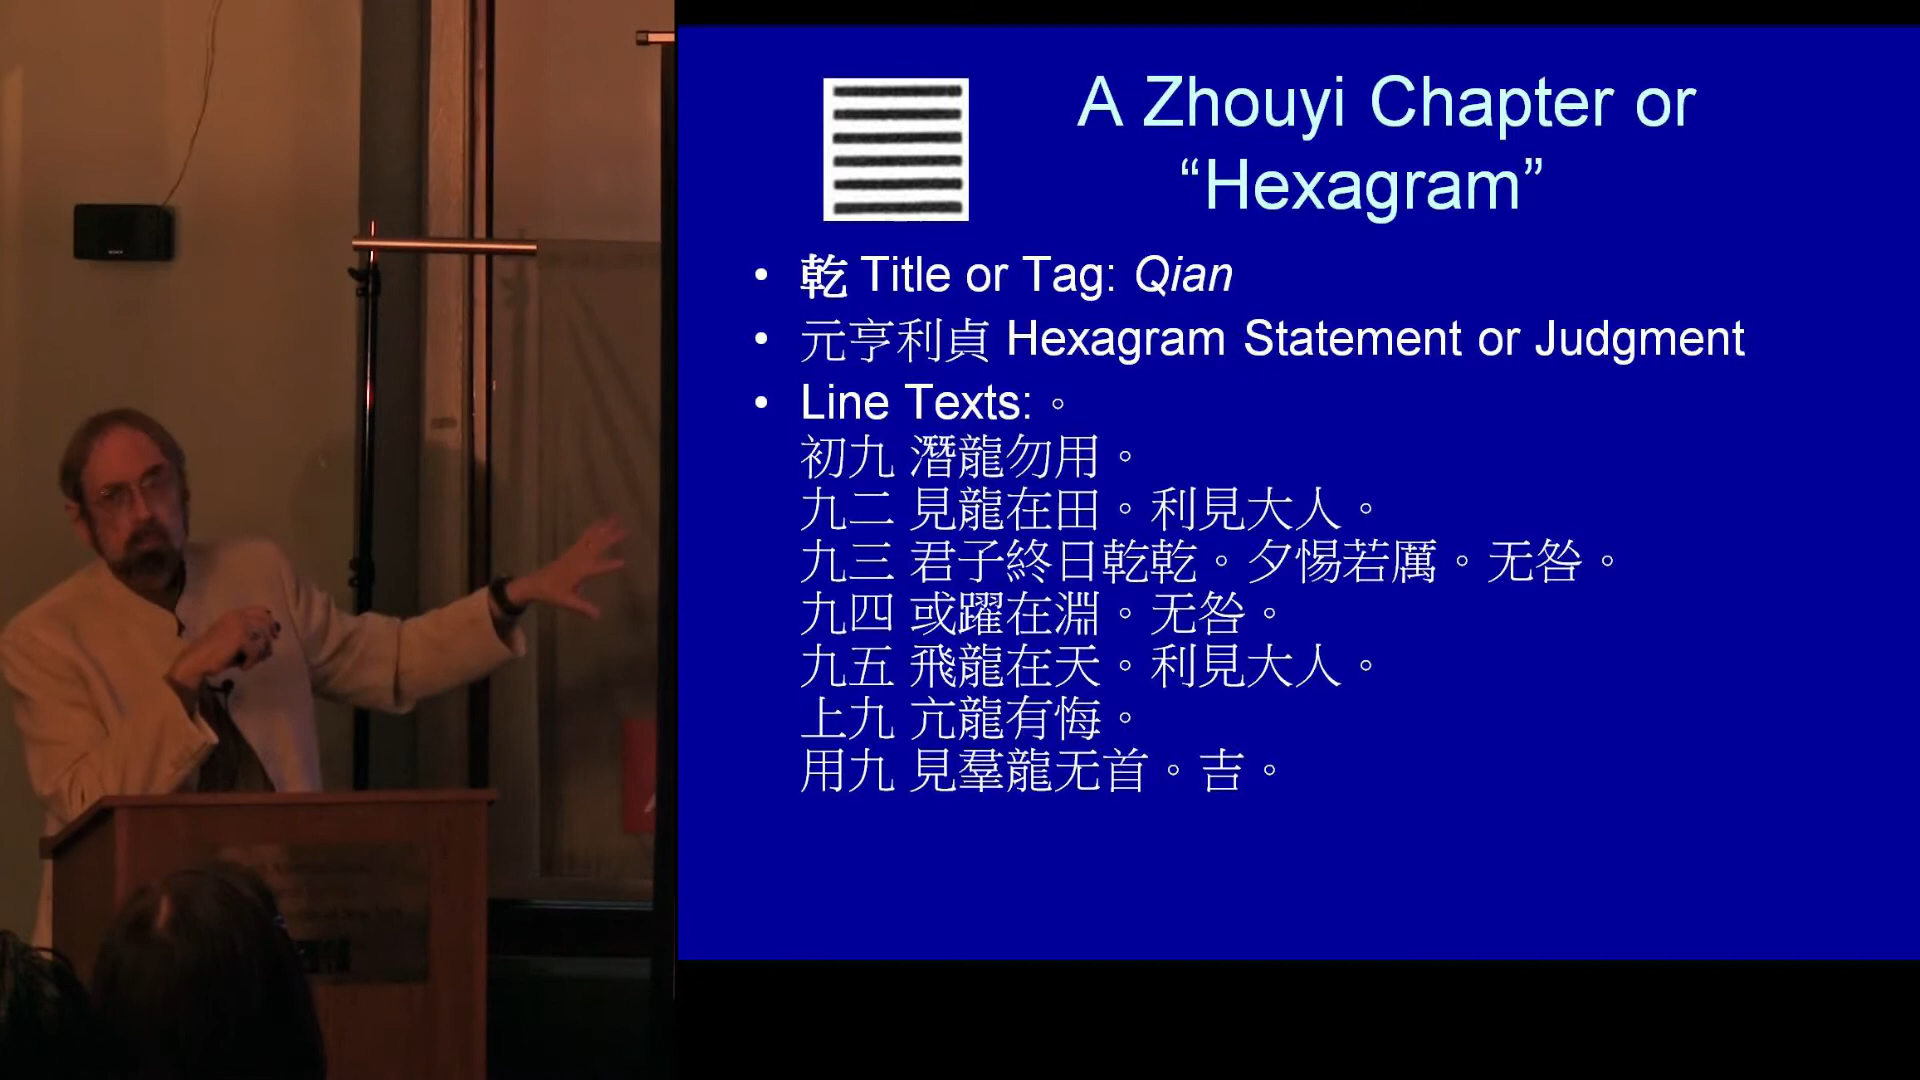 A Zhouyi Chapter or
“Hexagram”
• 乾 Title or Tag: Qian
• 元亨利貞 Hexagram Statement or Judgment
• Line Texts: 。
初九 潛龍勿用。
九二 見龍在田。利見大人。
九三 君子終日乾乾。夕惕若厲。无咎。
九四 或躍在淵。无咎。
九五 飛龍在天。利見大人。
上九 亢龍有悔。
用九 見羣龍无首。吉。